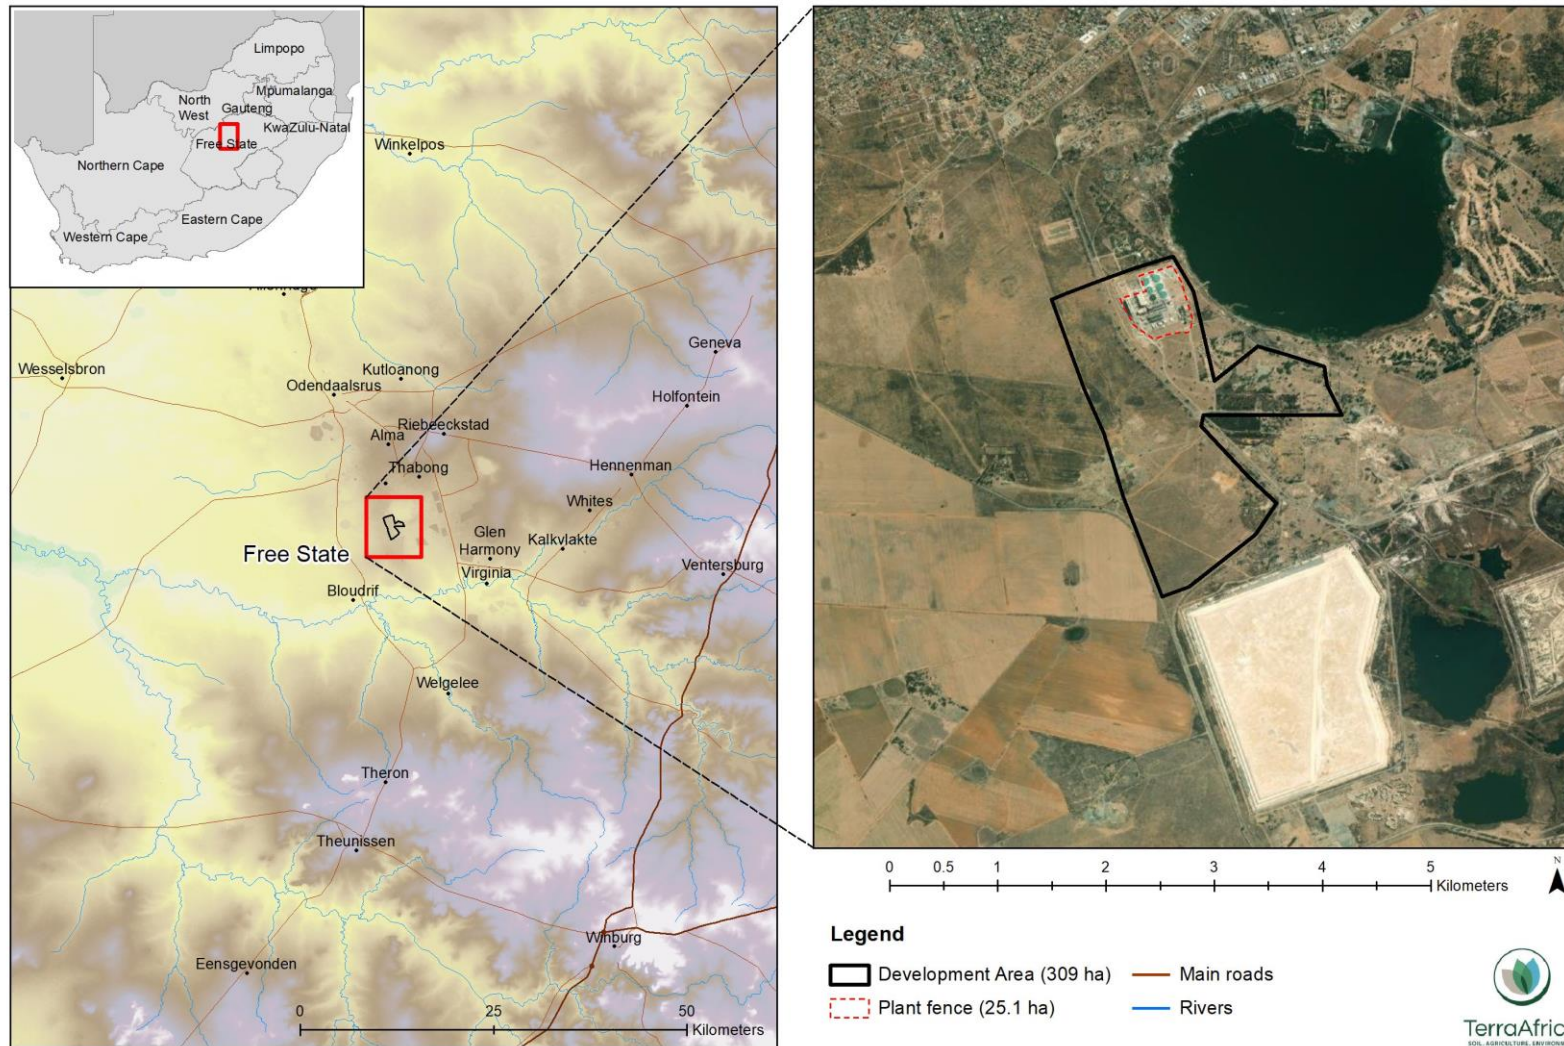 Limpopo
Mpumalanga
North
West
Gauteng
KwaZulu-Natal
Free State
Northern Cape
Eastern Cape
Western Cape
Winkelpos
Geneva
Wesselsbron
Kutloanong
Odendaalsrus
Holfontein
Riebeeckstad
Alma
Thabong
Hennenman
Whites
Glen
Harmony
Kalkvlakte
Free State
Virginia
Ventersburg
Bloudrif
Welgelee
Theron
Theunissen
Winburg
Eensgevonden
0 25 50
Kilometers
0 0.5 1 2 3 4 5
Kilometers
N
Legend
Development Area (309 ha)
Main roads
Plant fence (25.1 ha)
Rivers
TerraAfric
SOIL. AGRICULTURE. ENVIRONM